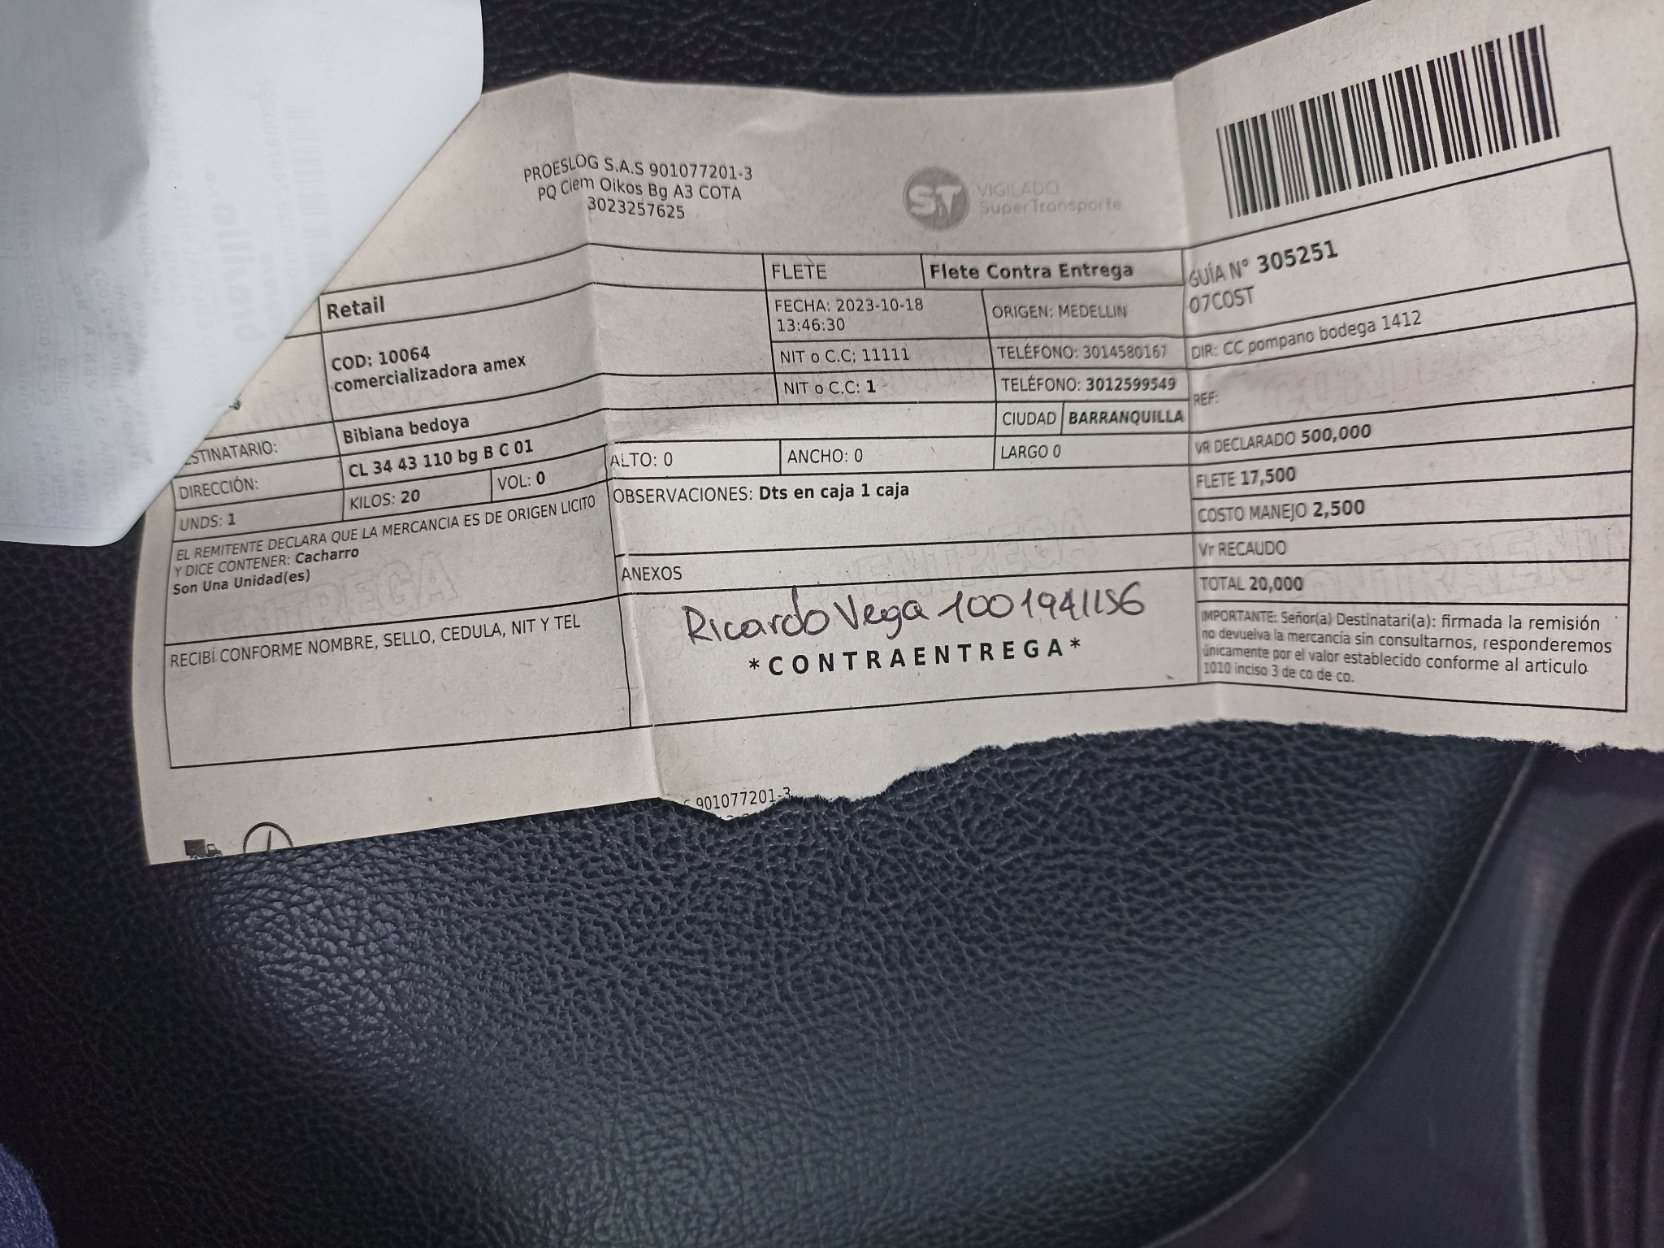 PROESLOG S.A.S 901077201-3
PQ Ciem Oikos Bg A3 COTA
3023257625
ST VIGILADO
SuperTransporte
Retail
FLETE Flete Contra Entrega
GUÍA N° 305251
07COST
COD: 10064
comercializadora amex
FECHA: 2023-10-18
13:46:30
ORIGEN: MEDELLIN
NIT o C.C; 11111
TELÉFONO: 3014580167
DIR: CC pompano bodega 1412
STINATARIO: Bibiana bedoya
NIT o C.C: 1
TELÉFONO: 3012599549
REF:
DIRECCIÓN: CL 34 43 110 bg B C 01
CIUDAD BARRANQUILLA
UNDS: 1 KILOS: 20 VOL: 0
ALTO: 0 ANCHO: 0 LARGO 0
VR DECLARADO 500,000
EL REMITENTE DECLARA QUE LA MERCANCIA ES DE ORIGEN LICITO
Y DICE CONTENER: Cacharro
Son Una Unidad(es)
OBSERVACIONES: Dts en caja 1 caja
FLETE 17,500
COSTO MANEJO 2,500
Vr RECAUDO
ANEXOS
TOTAL 20,000
RECIBÍ CONFORME NOMBRE, SELLO, CEDULA, NIT Y TEL
Ricardo Vega 1001941156
*CONTRAENTREGA*
IMPORTANTE: Señor(a) Destinatari(a): firmada la remisión
no devuelva la mercancía sin consultarnos, responderemos
únicamente por el valor establecido conforme al articulo
1010 inciso 3 de co de co.
901077201-3